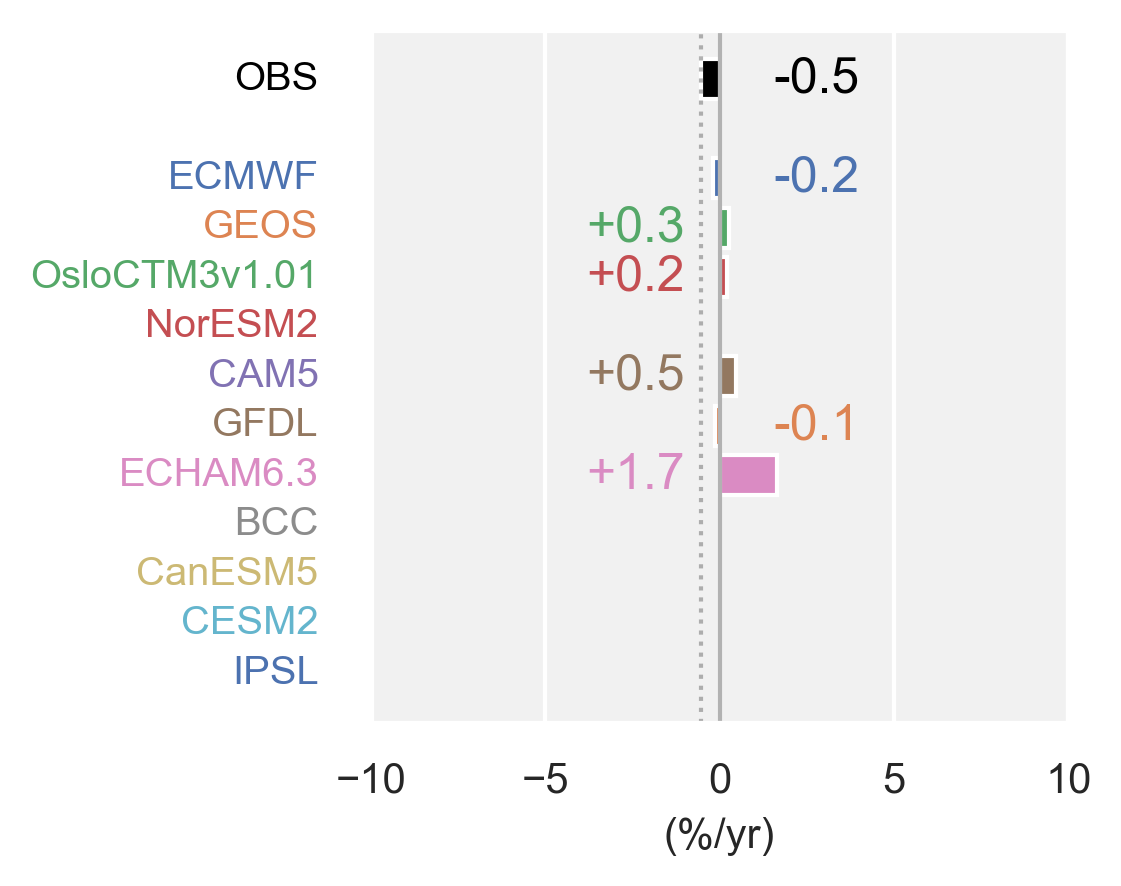 OBS -0.5
ECMWF -0.2
GEOS +0.3
OsloCTM3v1.01 +0.2
NorESM2
CAM5 +0.5
GFDL -0.1
ECHAM6.3 +1.7
BCC
CanESM5
CESM2
IPSL
−10 −5 0 5 10
(%/yr)